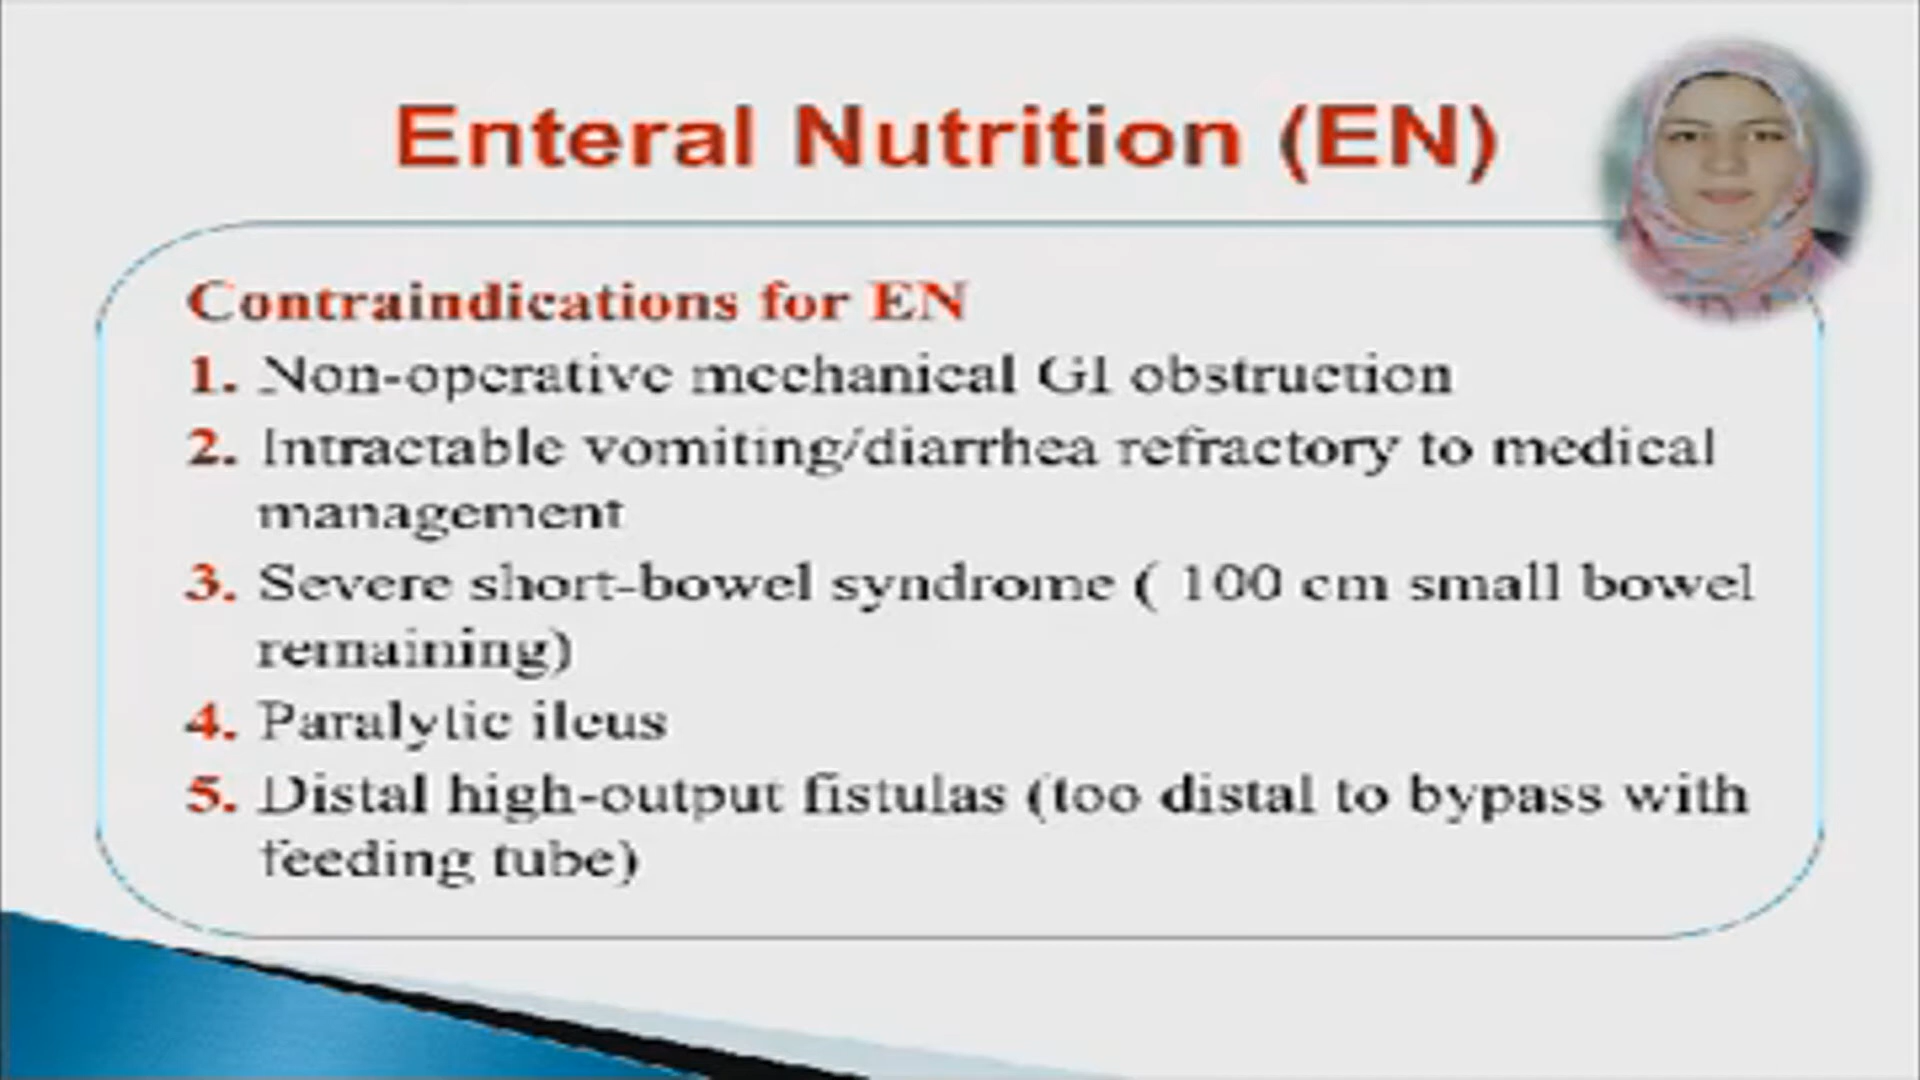 Enteral Nutrition (EN)
Contraindications for EN
1. Non-operative mechanical GI obstruction
2. Intractable vomiting/diarrhea refractory to medical
management
3. Severe short-bowel syndrome ( 100 cm small bowel
remaining)
4. Paralytic ileus
5. Distal high-output fistulas (too distal to bypass with
feeding tube)